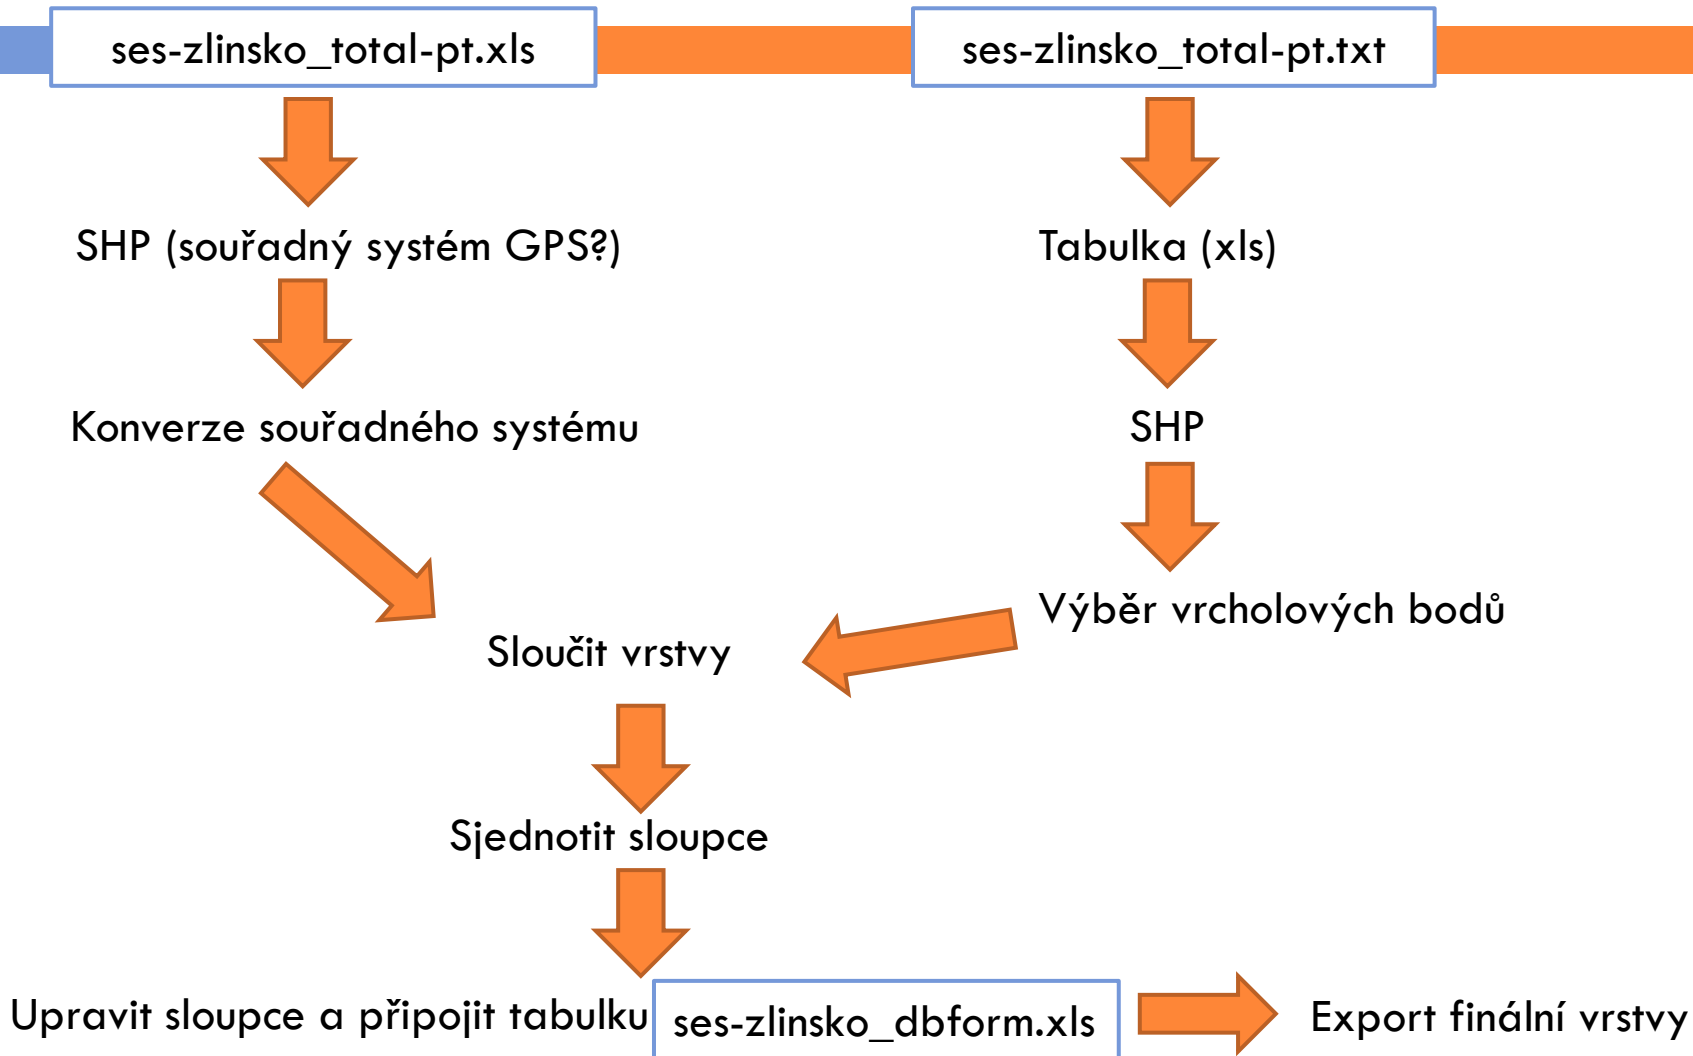 ses-zlinsko_total-pt.xls
ses-zlinsko_total-pt.txt
SHP (souřadný systém GPS?)
Tabulka (xls)
Konverze souřadného systému
SHP
Výběr vrcholových bodů
Sloučit vrstvy
Sjednotit sloupce
Upravit sloupce a připojit tabulku ses-zlinsko_dbform.xls
Export finální vrstvy